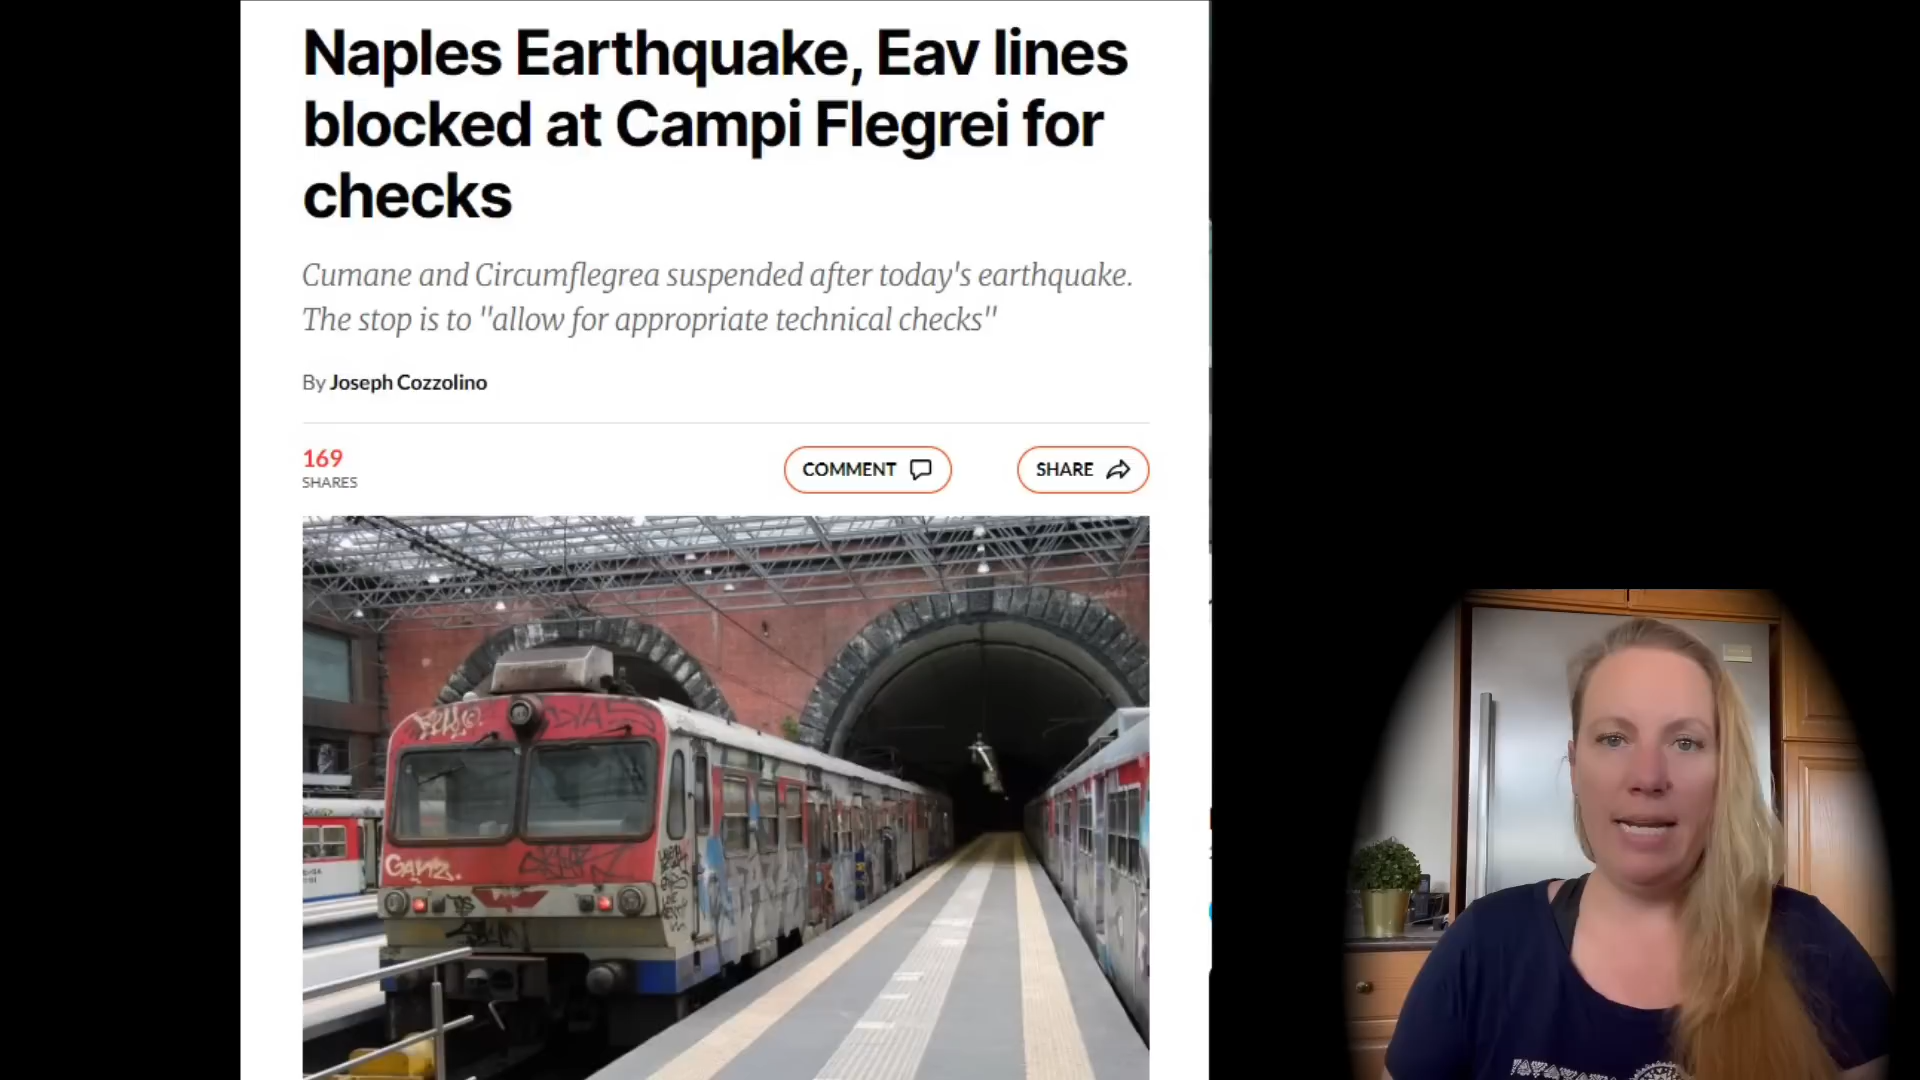 Naples Earthquake, Eav lines
blocked at Campi Flegrei for
checks
Cumane and Circumflegrea suspended after today's earthquake.
The stop is to "allow for appropriate technical checks"
By Joseph Cozzolino
169
SHARES
COMMENT
SHARE